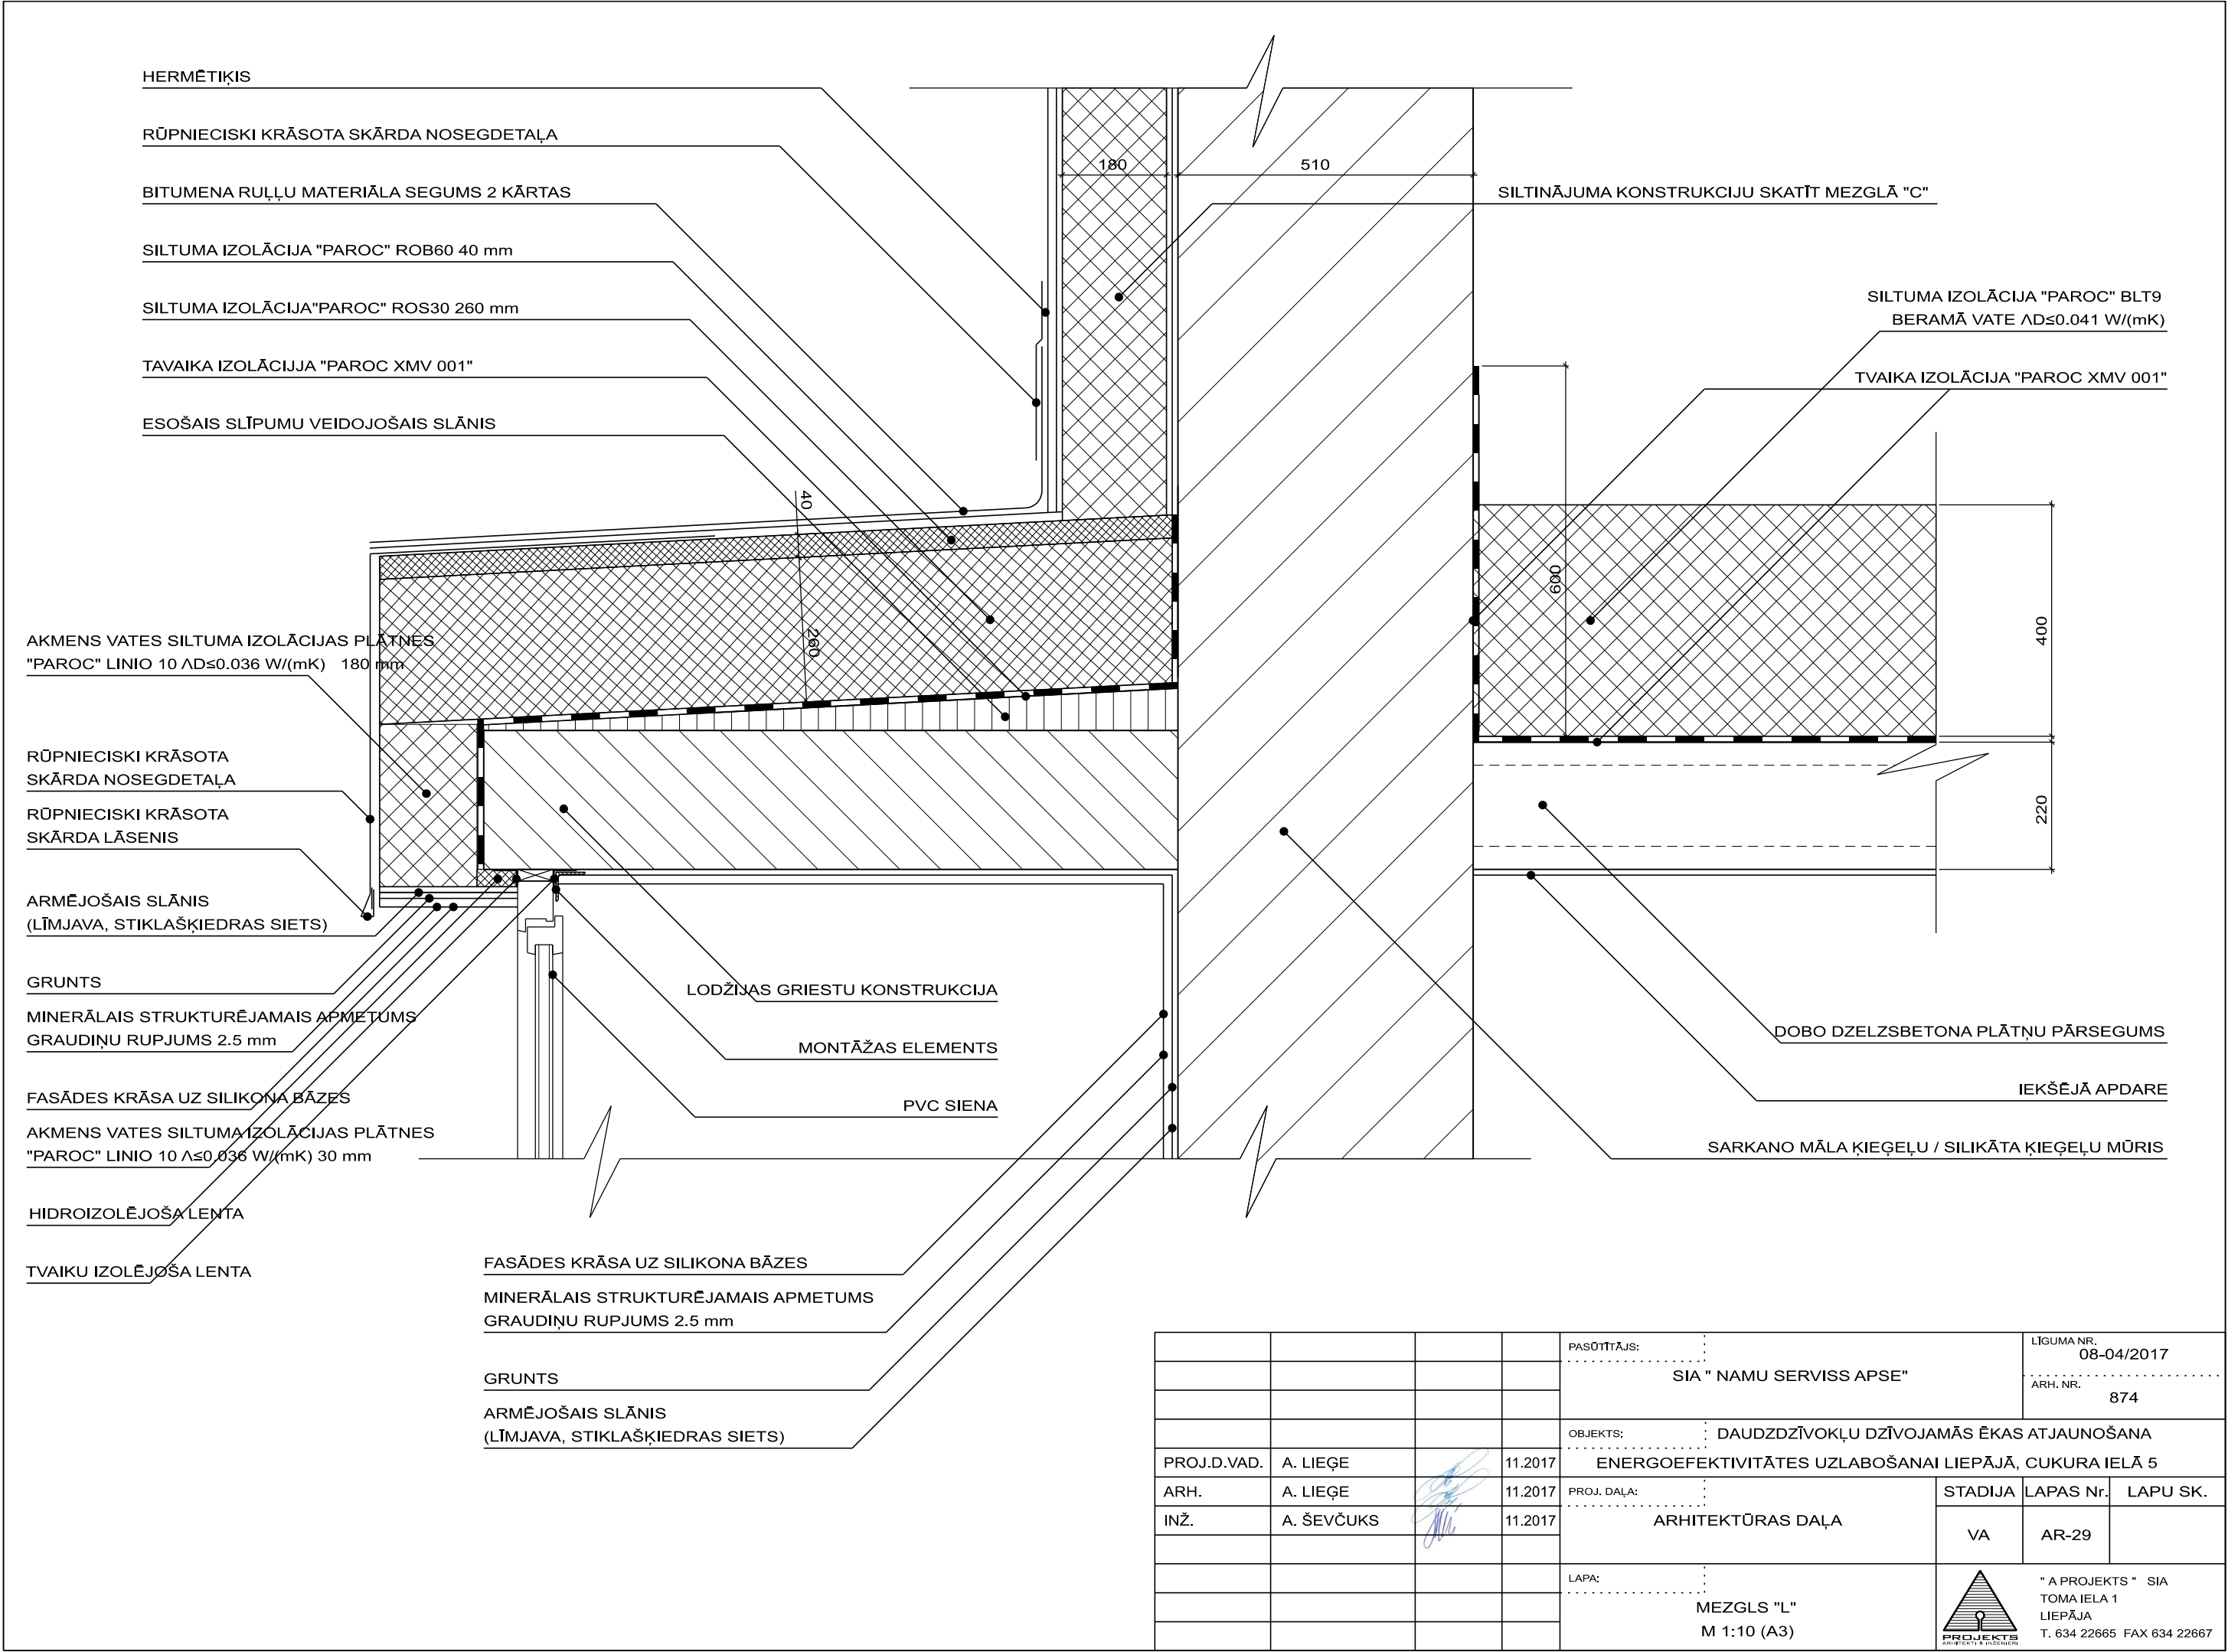 HERMĒTIĶIS
RŪPNIECISKI KRĀSOTA SKĀRDA NOSEGDETAĻA
BITUMENA RUĻĻU MATERIĀLA SEGUMS 2 KĀRTAS
SILTUMA IZOLĀCIJA "PAROC" ROB60 40 mm
SILTUMA IZOLĀCIJA"PAROC" ROS30 260 mm
TAVAIKA IZOLĀCIJJA "PAROC XMV 001"
ESOŠAIS SLĪPUMU VEIDOJOŠAIS SLĀNIS
180
510
SILTINĀJUMA KONSTRUKCIJU SKATĪT MEZGLĀ "C"
SILTUMA IZOLĀCIJA "PAROC" BLT9
BERAMĀ VATE ΛD≤0.041 W/(mK)
TVAIKA IZOLĀCIJA "PAROC XMV 001"
40
260
600
400
220
AKMENS VATES SILTUMA IZOLĀCIJAS PLĀTNES
"PAROC" LINIO 10 ΛD≤0.036 W/(mK) 180 mm
RŪPNIECISKI KRĀSOTA
SKĀRDA NOSEGDETAĻA
RŪPNIECISKI KRĀSOTA
SKĀRDA LĀSENIS
ARMĒJOŠAIS SLĀNIS
(LĪMJAVA, STIKLAŠĶIEDRAS SIETS)
GRUNTS
MINERĀLAIS STRUKTURĒJAMAIS APMETUMS
GRAUDIŅU RUPJUMS 2.5 mm
FASĀDES KRĀSA UZ SILIKONA BĀZES
AKMENS VATES SILTUMA IZOLĀCIJAS PLĀTNES
"PAROC" LINIO 10 Λ≤0.036 W/(mK) 30 mm
HIDROIZOLĒJOŠA LENTA
TVAIKU IZOLĒJOŠA LENTA
LODŽIJAS GRIESTU KONSTRUKCIJA
MONTĀŽAS ELEMENTS
PVC SIENA
DOBO DZELZSBETONA PLĀTŅU PĀRSEGUMS
IEKŠĒJĀ APDARE
SARKANO MĀLA ĶIEĢEĻU / SILIKĀTA ĶIEĢEĻU MŪRIS
FASĀDES KRĀSA UZ SILIKONA BĀZES
MINERĀLAIS STRUKTURĒJAMAIS APMETUMS
GRAUDIŅU RUPJUMS 2.5 mm
GRUNTS
ARMĒJOŠAIS SLĀNIS
(LĪMJAVA, STIKLAŠĶIEDRAS SIETS)
PASŪTĪTĀJS:
SIA " NAMU SERVISS APSE"
LĪGUMA NR.
08-04/2017
ARH. NR.
874
OBJEKTS: DAUDZDZĪVOKĻU DZĪVOJAMĀS ĒKAS ATJAUNOŠANA
ENERGOEFEKTIVITĀTES UZLABOŠANAI LIEPĀJĀ, CUKURA IELĀ 5
PROJ.D.VAD. A. LIEĢE 11.2017
ARH. A. LIEĢE 11.2017
INŽ. A. ŠEVČUKS 11.2017
PROJ. DAĻA:
ARHITEKTŪRAS DAĻA
STADIJA LAPAS Nr. LAPU SK.
VA AR-29
LAPA:
MEZGLS "L"
M 1:10 (A3)
PROJEKTS
ARHITEKTI & INŽENIERI
" A PROJEKTS " SIA
TOMA IELA 1
LIEPĀJA
T. 634 22665 FAX 634 22667